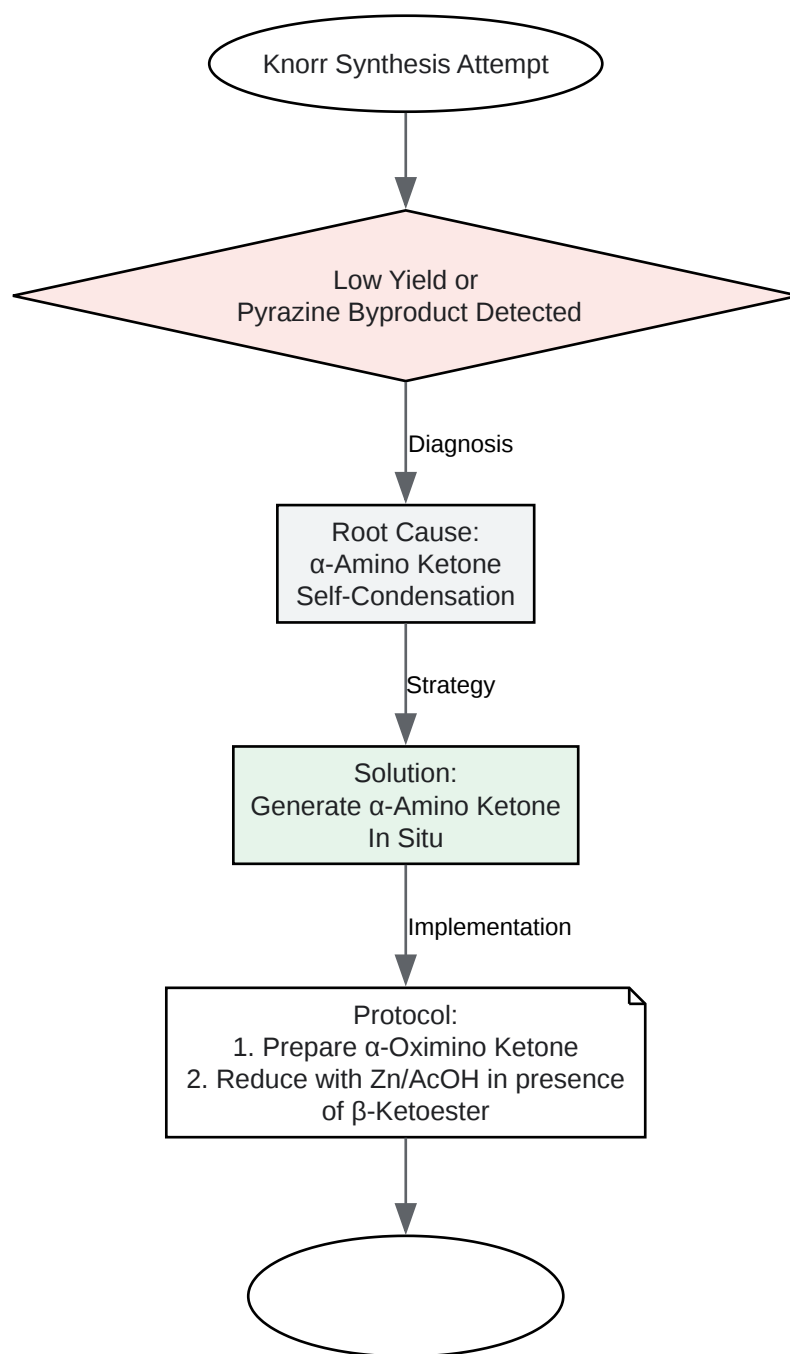 Knorr Synthesis Attempt
Low Yield or
Pyrazine Byproduct Detected
Diagnosis
Root Cause:
α-Amino Ketone
Self-Condensation
Strategy
Solution:
Generate α-Amino Ketone
In Situ
Implementation
Protocol:
1. Prepare α-Oximino Ketone
2. Reduce with Zn/AcOH in presence
of β-Ketoester